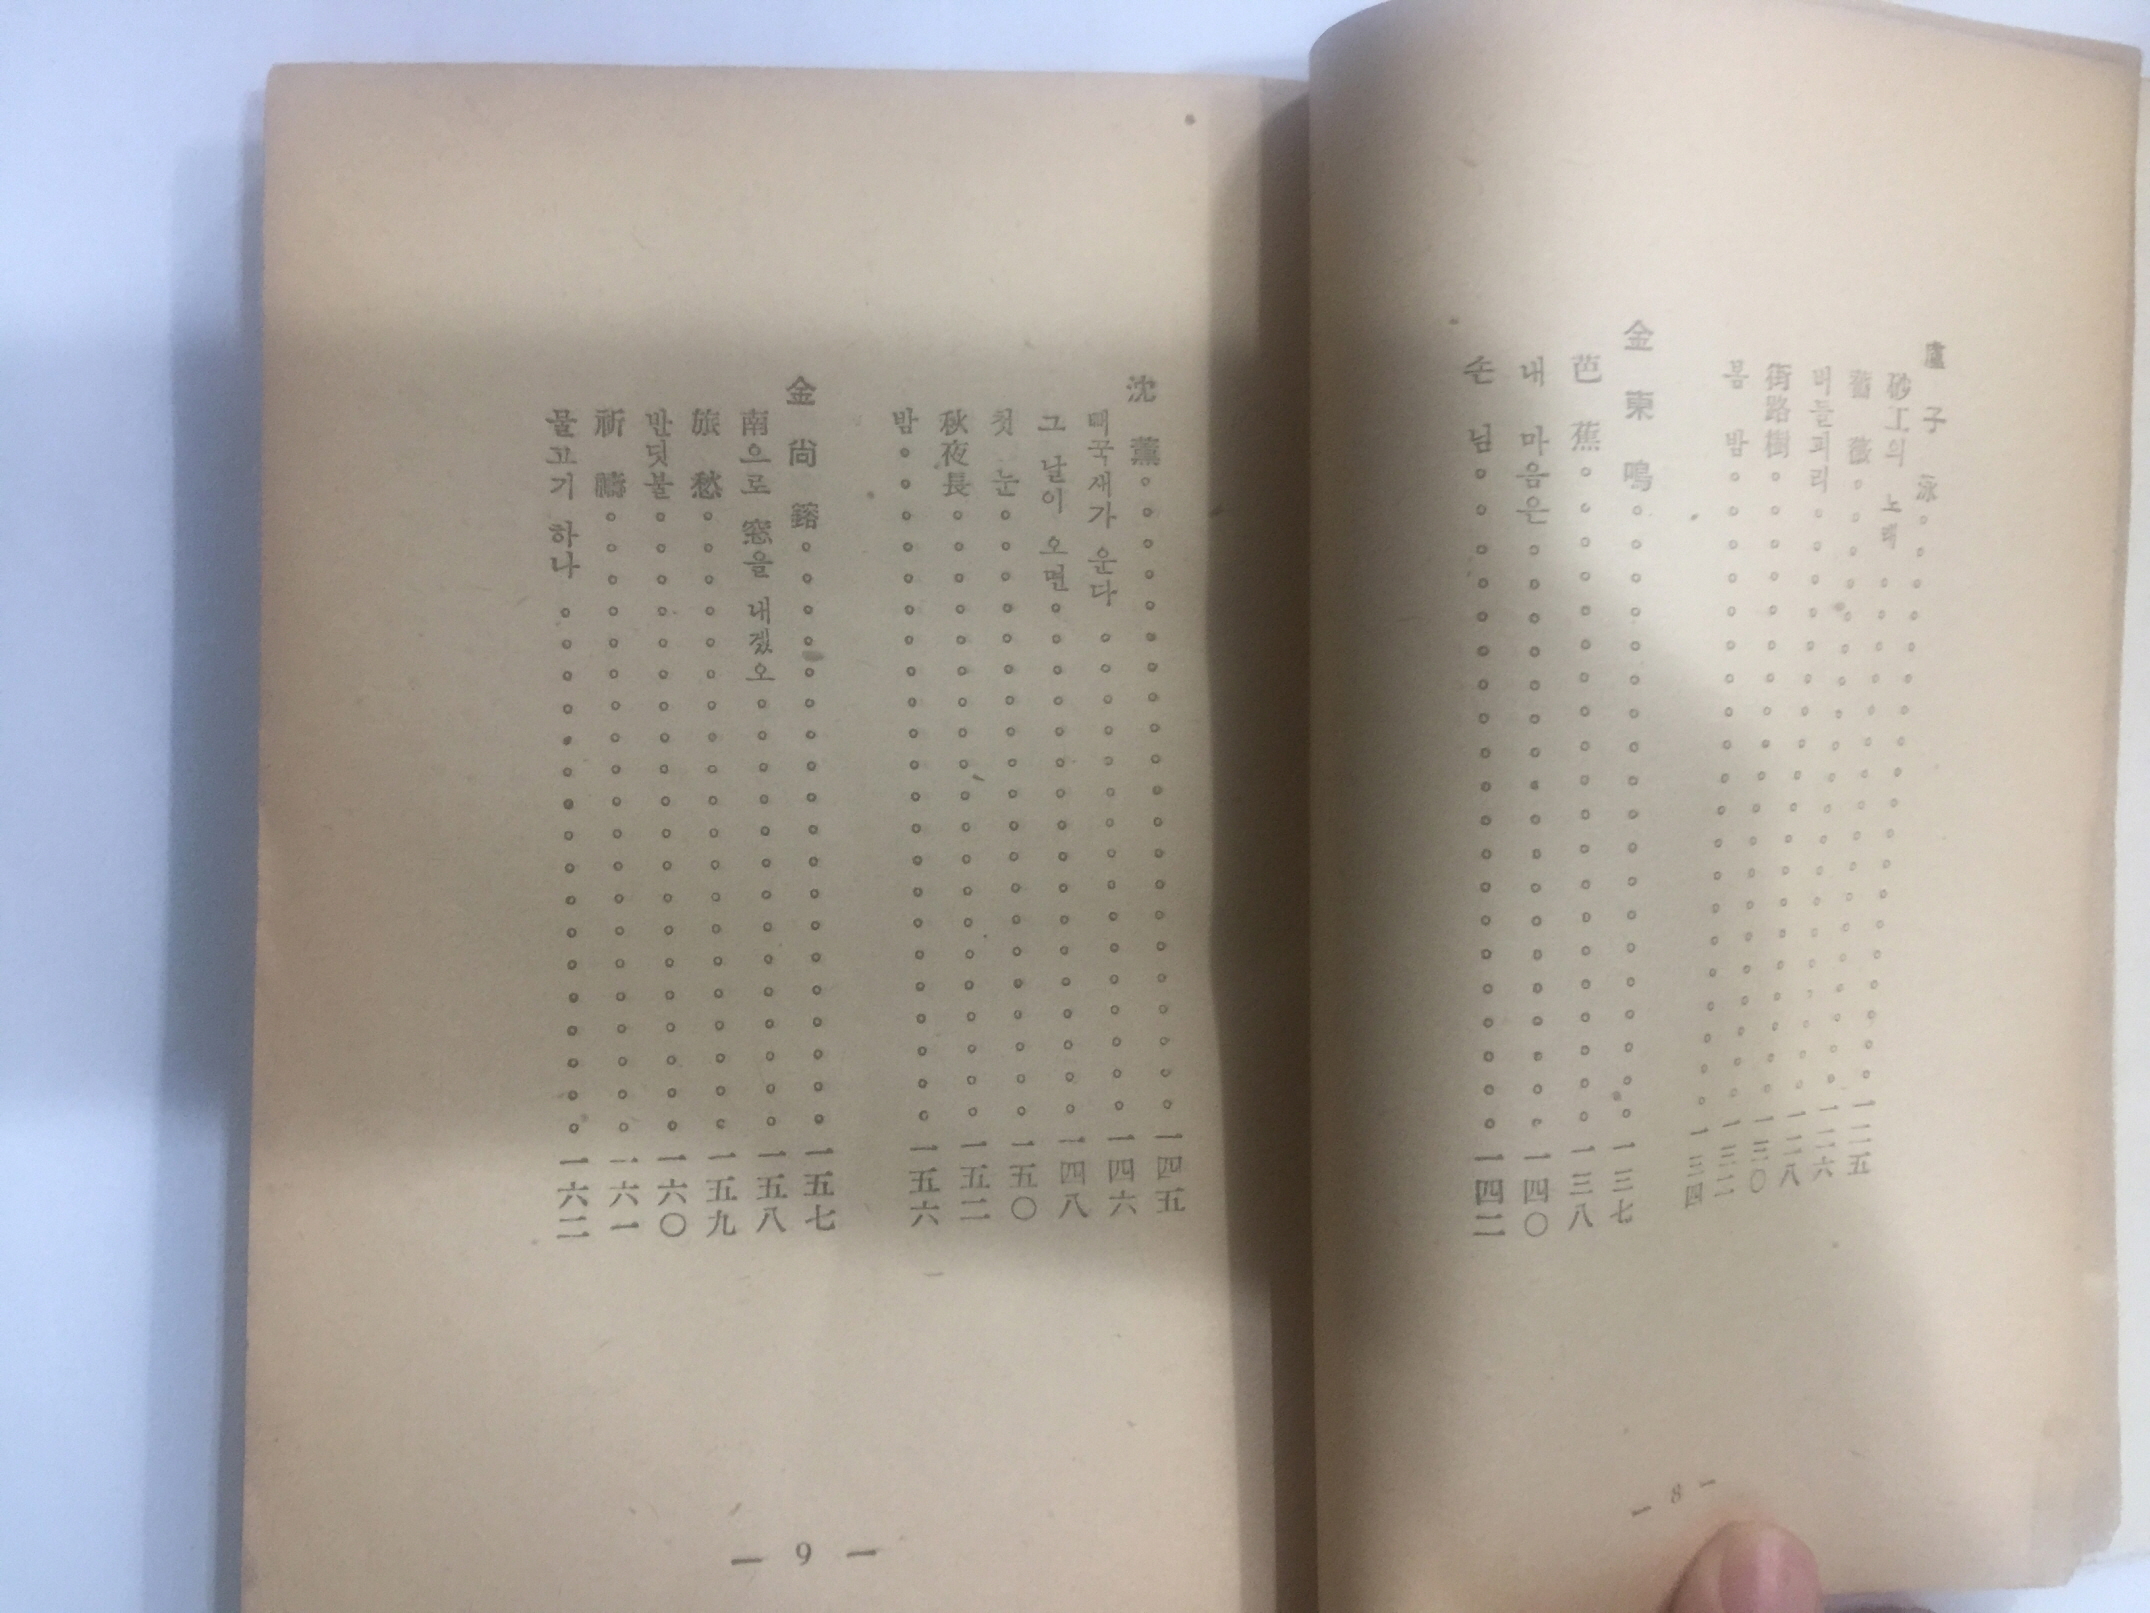 盧子泳 一二五
砂工의 노래 一二六
薔薇 一二八
버들피리 一三〇
街路樹 一三二
봄 밤 一三四
金東鳴 一三七
芭蕉 一三八
내 마음은 一四〇
손 님 一四二
— 8 —
沈薰 一四五
뻐국새가 운다 一四六
그 날이 오면 一四八
첫 눈 一五〇
秋夜長 一五二
밤 一五六
金尙鎔 一五七
南으로 窓을 내겠오 一五八
旅愁 一五九
반딧불 一六〇
祈禱 一六一
물고기 하나 一六二
— 9 —